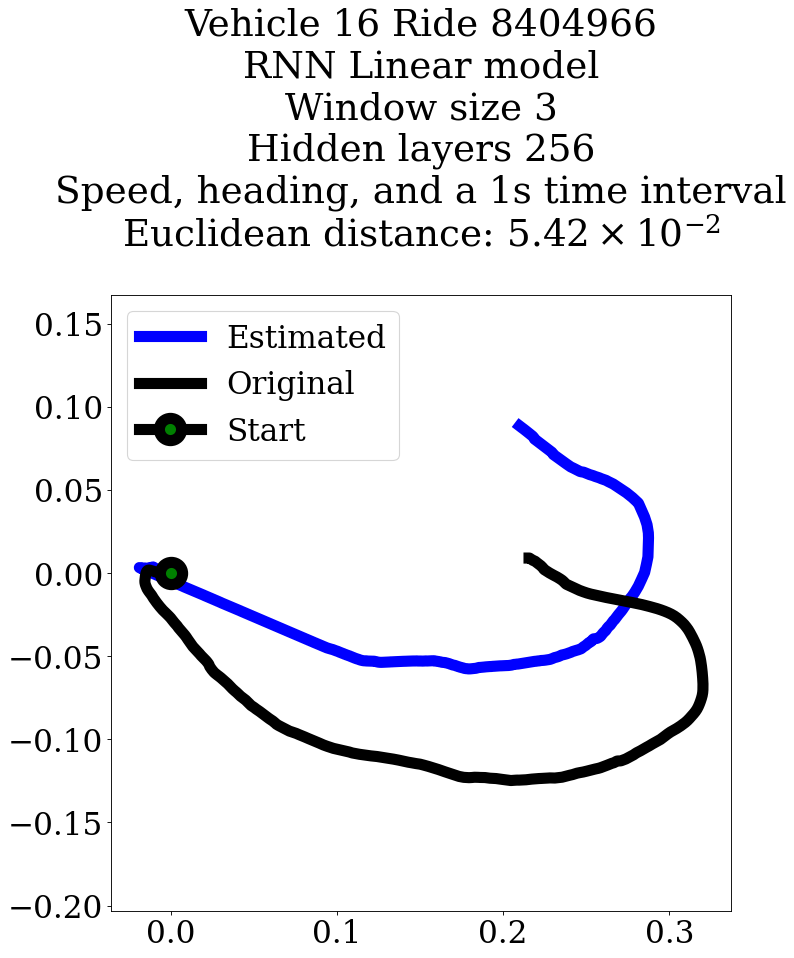 Vehicle 16 Ride 8404966
RNN Linear model
Window size 3
Hidden layers 256
Speed, heading, and a 1s time interval
Euclidean distance: 5.42 × 10⁻²
Estimated
Original
Start
0.15
0.10
0.05
0.00
−0.05
−0.10
−0.15
−0.20
0.0 0.1 0.2 0.3